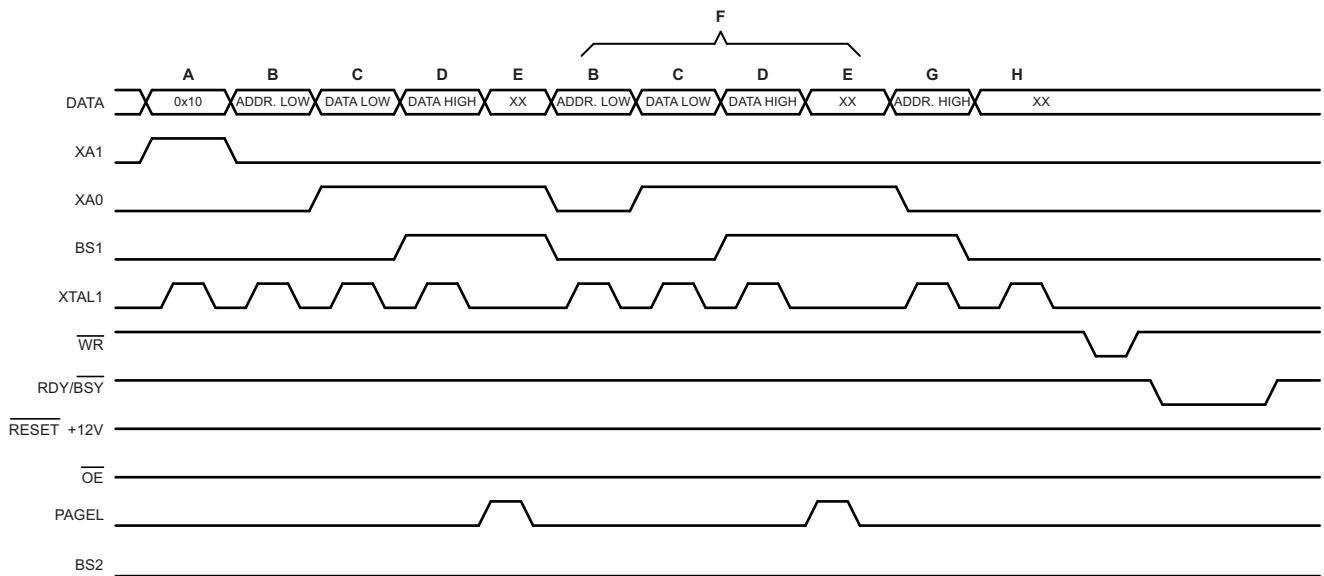 F
A B C D E B C D E G H
DATA 0x10 ADDR. LOW DATA LOW DATA HIGH XX ADDR. LOW DATA LOW DATA HIGH XX ADDR. HIGH XX
XA1
XA0
BS1
XTAL1
WR
RDY/BSY
RESET +12V
OE
PAGEL
BS2